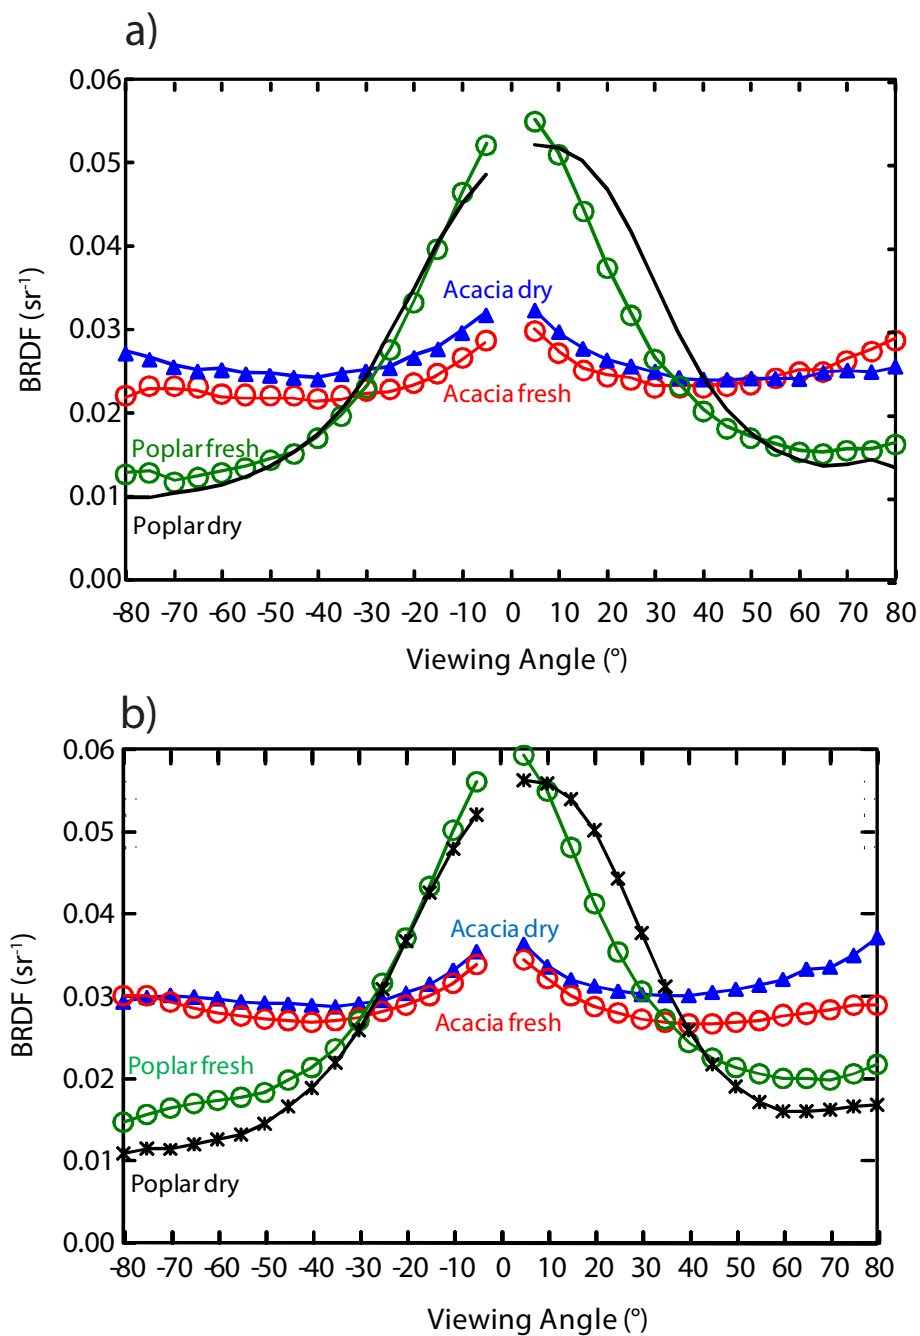 a)
0.06
0.05
0.04
0.03
0.02
0.01
0.00
BRDF (sr⁻¹)
Acacia dry
Acacia fresh
Poplar fresh
Poplar dry
-80 -70 -60 -50 -40 -30 -20 -10 0 10 20 30 40 50 60 70 80
Viewing Angle (°)
b)
0.06
0.05
0.04
0.03
0.02
0.01
0.00
BRDF (sr⁻¹)
Acacia dry
Acacia fresh
Poplar fresh
Poplar dry
-80 -70 -60 -50 -40 -30 -20 -10 0 10 20 30 40 50 60 70 80
Viewing Angle (°)